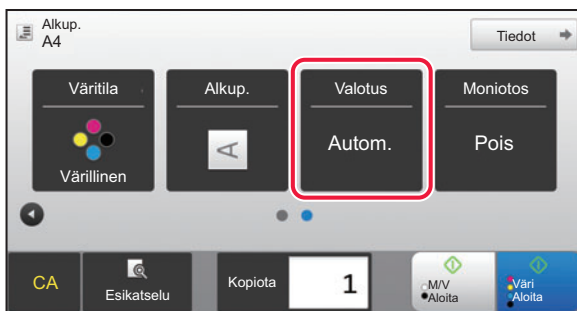 Alkup.
A4
Tiedot
Väritila
Alkup.
Valotus
Moniotos
A
Autom.
Pois
Värillinen
CA
Esikatselu
Kopiota
1
M/V
Aloita
Väri
Aloita